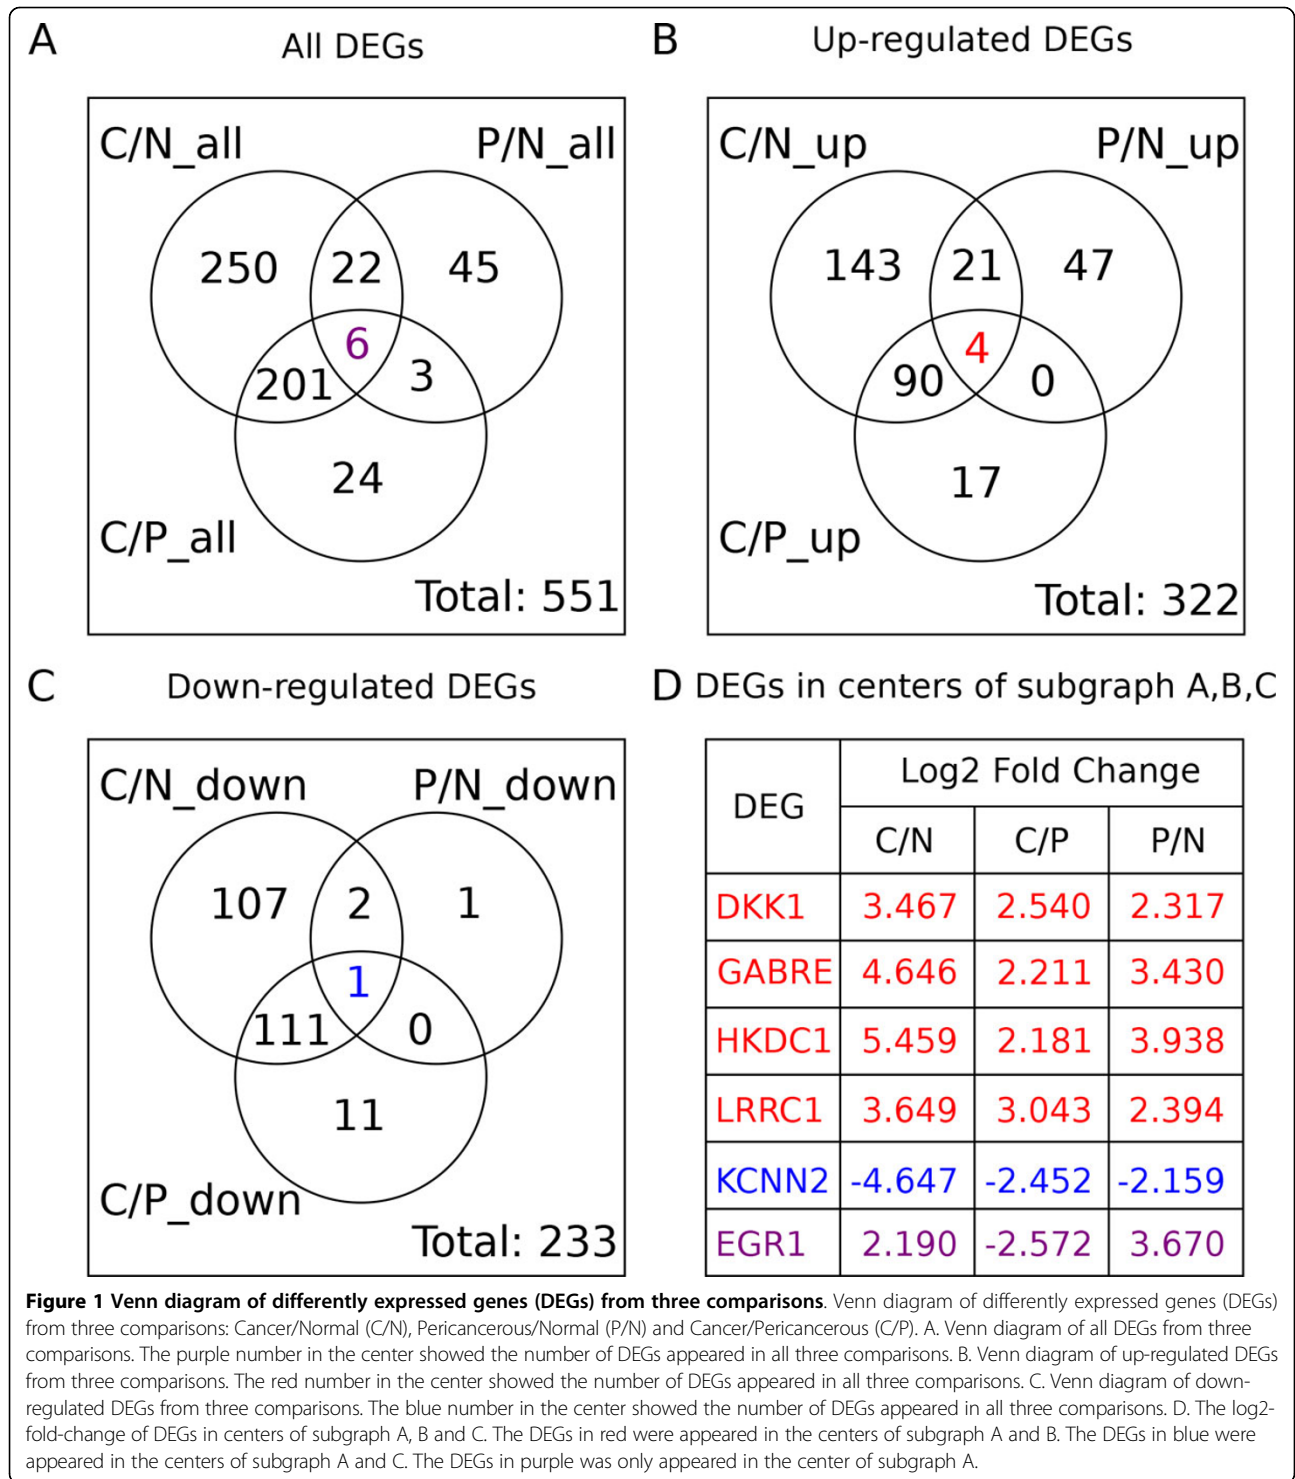 A
All DEGs
C/N_all
P/N_all
250
22
45
6
201
3
24
C/P_all
Total: 551
B
Up-regulated DEGs
C/N_up
P/N_up
143
21
47
4
90
0
17
C/P_up
Total: 322
C
Down-regulated DEGs
C/N_down
P/N_down
107
2
1
1
111
0
11
C/P_down
Total: 233
D DEGs in centers of subgraph A,B,C
DEG
Log2 Fold Change
C/N C/P P/N
DKK1 3.467 2.540 2.317
GABRE 4.646 2.211 3.430
HKDC1 5.459 2.181 3.938
LRRC1 3.649 3.043 2.394
KCNN2 -4.647 -2.452 -2.159
EGR1 2.190 -2.572 3.670
Figure 1 Venn diagram of differently expressed genes (DEGs) from three comparisons. Venn diagram of differently expressed genes (DEGs)
from three comparisons: Cancer/Normal (C/N), Pericancerous/Normal (P/N) and Cancer/Pericancerous (C/P). A. Venn diagram of all DEGs from three
comparisons. The purple number in the center showed the number of DEGs appeared in all three comparisons. B. Venn diagram of up-regulated DEGs
from three comparisons. The red number in the center showed the number of DEGs appeared in all three comparisons. C. Venn diagram of down-
regulated DEGs from three comparisons. The blue number in the center showed the number of DEGs appeared in all three comparisons. D. The log2-
fold-change of DEGs in centers of subgraph A, B and C. The DEGs in red were appeared in the centers of subgraph A and B. The DEGs in blue were
appeared in the centers of subgraph A and C. The DEGs in purple was only appeared in the center of subgraph A.